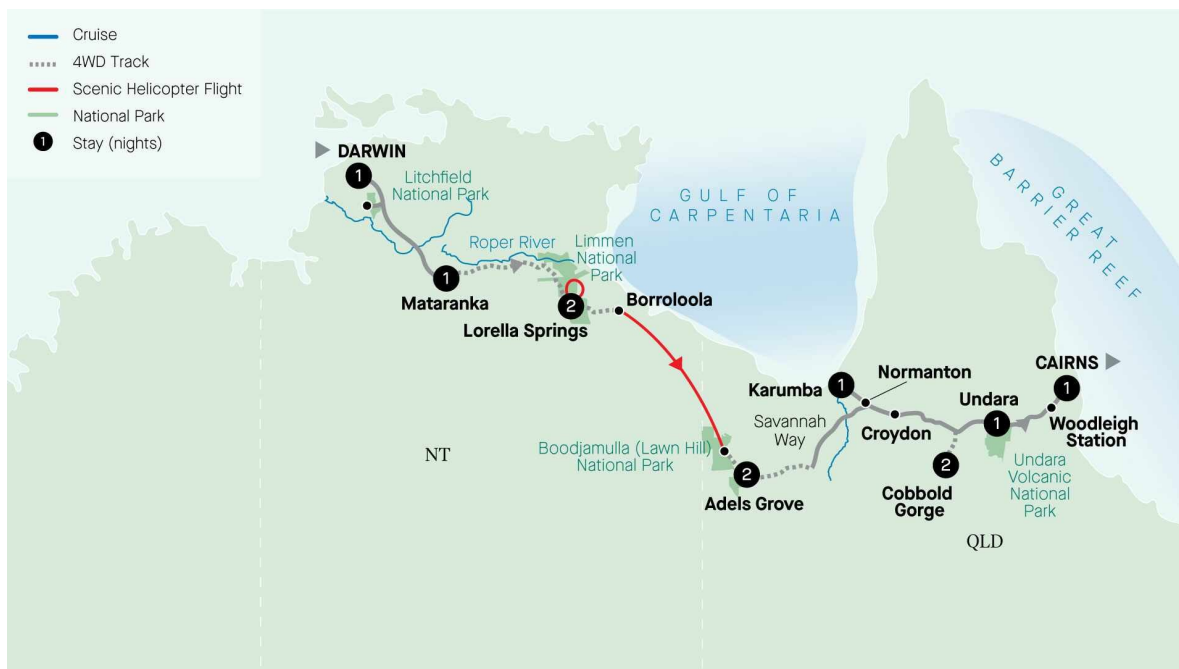 Cruise
4WD Track
Scenic Helicopter Flight
National Park
1 Stay (nights)
DARWIN
1
Litchfield
National Park
Roper River
Limmen
National
Park
1
Mataranka
2
Lorella Springs
Borroloola
GULF OF
CARPENTARIA
GREAT
BARRIER REEF
NT
Boodjamulla (Lawn Hill)
National Park
2
Adels Grove
Savannah
Way
Karumba
1
Normanton
Croydon
2
Cobbold
Gorge
Undara
1
Undara
Volcanic
National
Park
CAIRNS
1
Woodleigh
Station
QLD